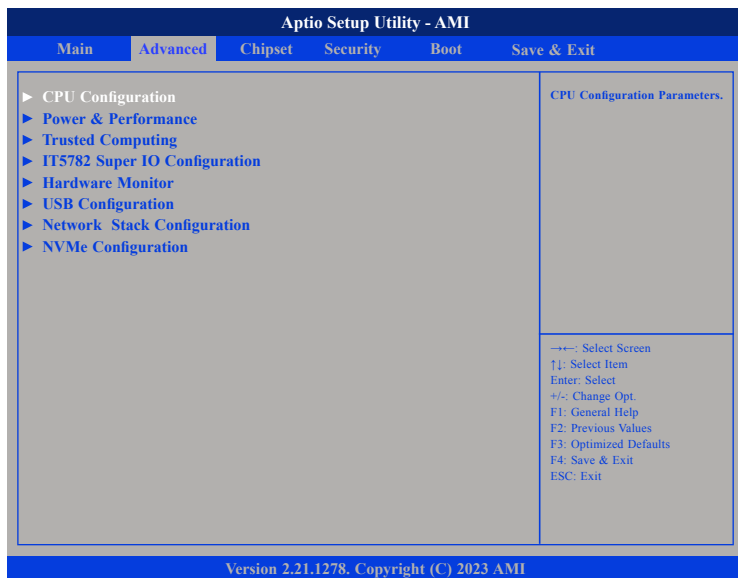 Aptio Setup Utility - AMI
Main Advanced Chipset Security Boot Save & Exit
► CPU Configuration
► Power & Performance
► Trusted Computing
► IT5782 Super IO Configuration
► Hardware Monitor
► USB Configuration
► Network Stack Configuration
► NVMe Configuration
CPU Configuration Parameters.
→←: Select Screen
↑↓: Select Item
Enter: Select
+/-: Change Opt.
F1: General Help
F2: Previous Values
F3: Optimized Defaults
F4: Save & Exit
ESC: Exit
Version 2.21.1278. Copyright (C) 2023 AMI